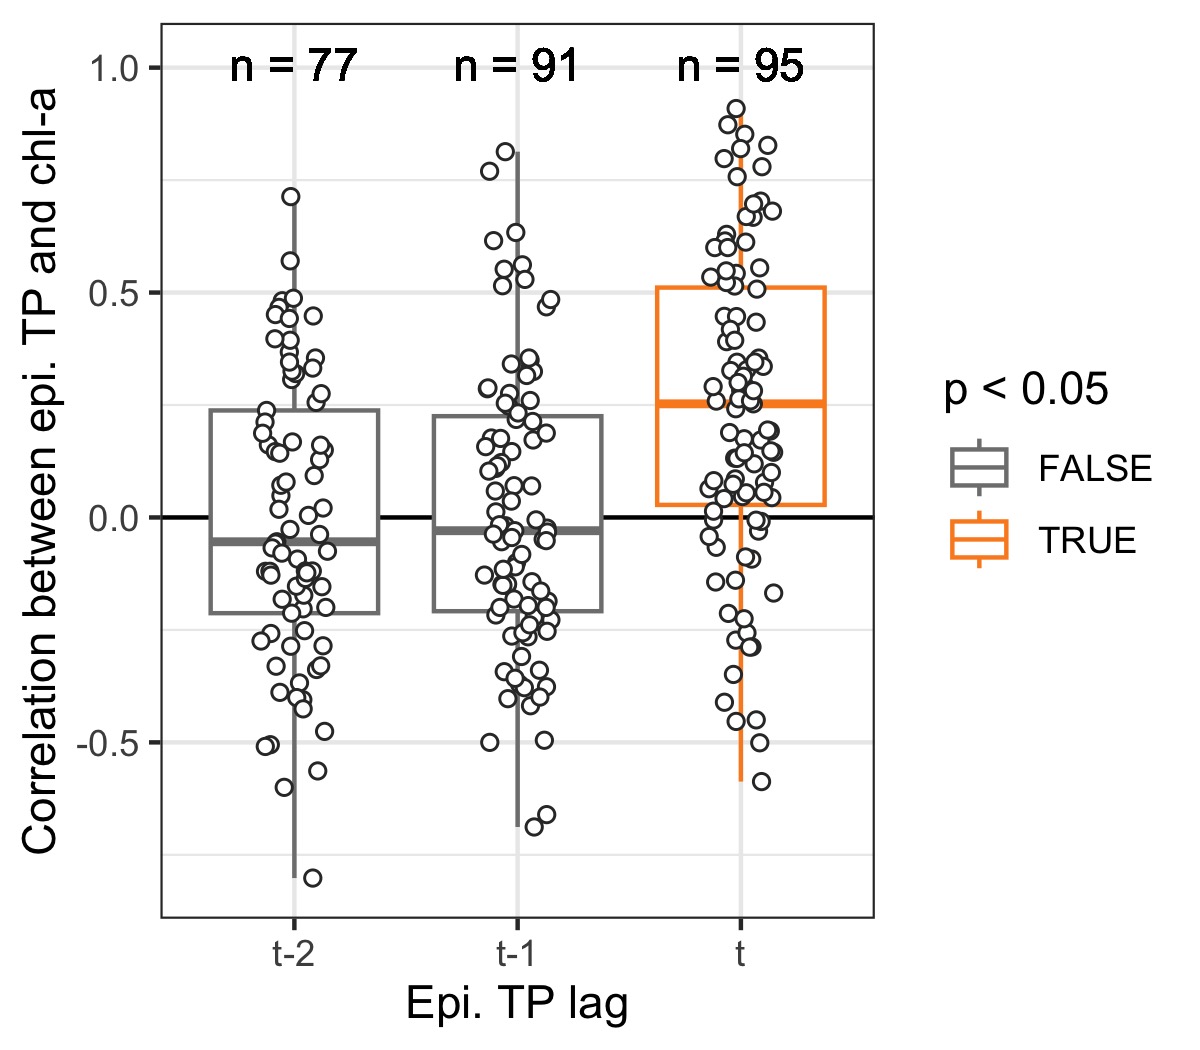 n = 77 n = 91 n = 95
1.0
0.5
0.0
-0.5
Correlation between epi. TP and chl-a
t-2 t-1 t
Epi. TP lag
p < 0.05
FALSE
TRUE